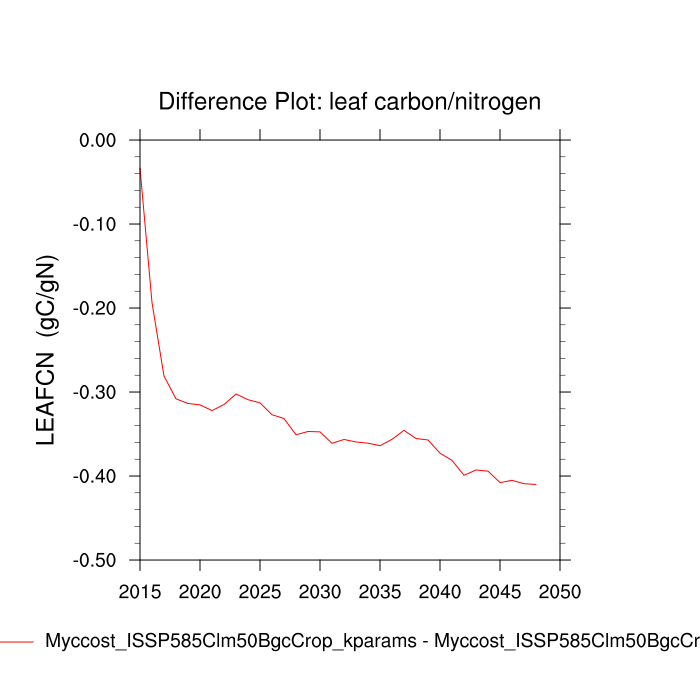 Difference Plot: leaf carbon/nitrogen
0.00
-0.10
-0.20
-0.30
-0.40
-0.50
LEAFCN (gC/gN)
2015 2020 2025 2030 2035 2040 2045 2050
Myccost_ISSP585Clm50BgcCrop_kparams - Myccost_ISSP585Clm50BgcCr